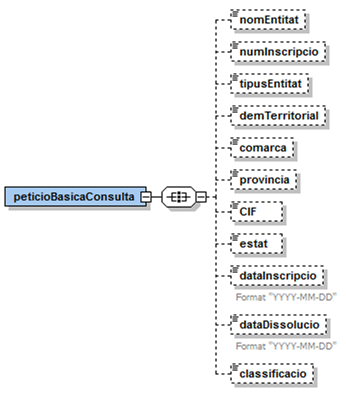 nomEntitat
numInscripcio
tipusEntitat
demTerritorial
comarca
provincia
peticioBasicaConsulta
CIF
estat
dataInscripcio
Format "YYYY-MM-DD"
dataDissolucio
Format "YYYY-MM-DD"
classificacio